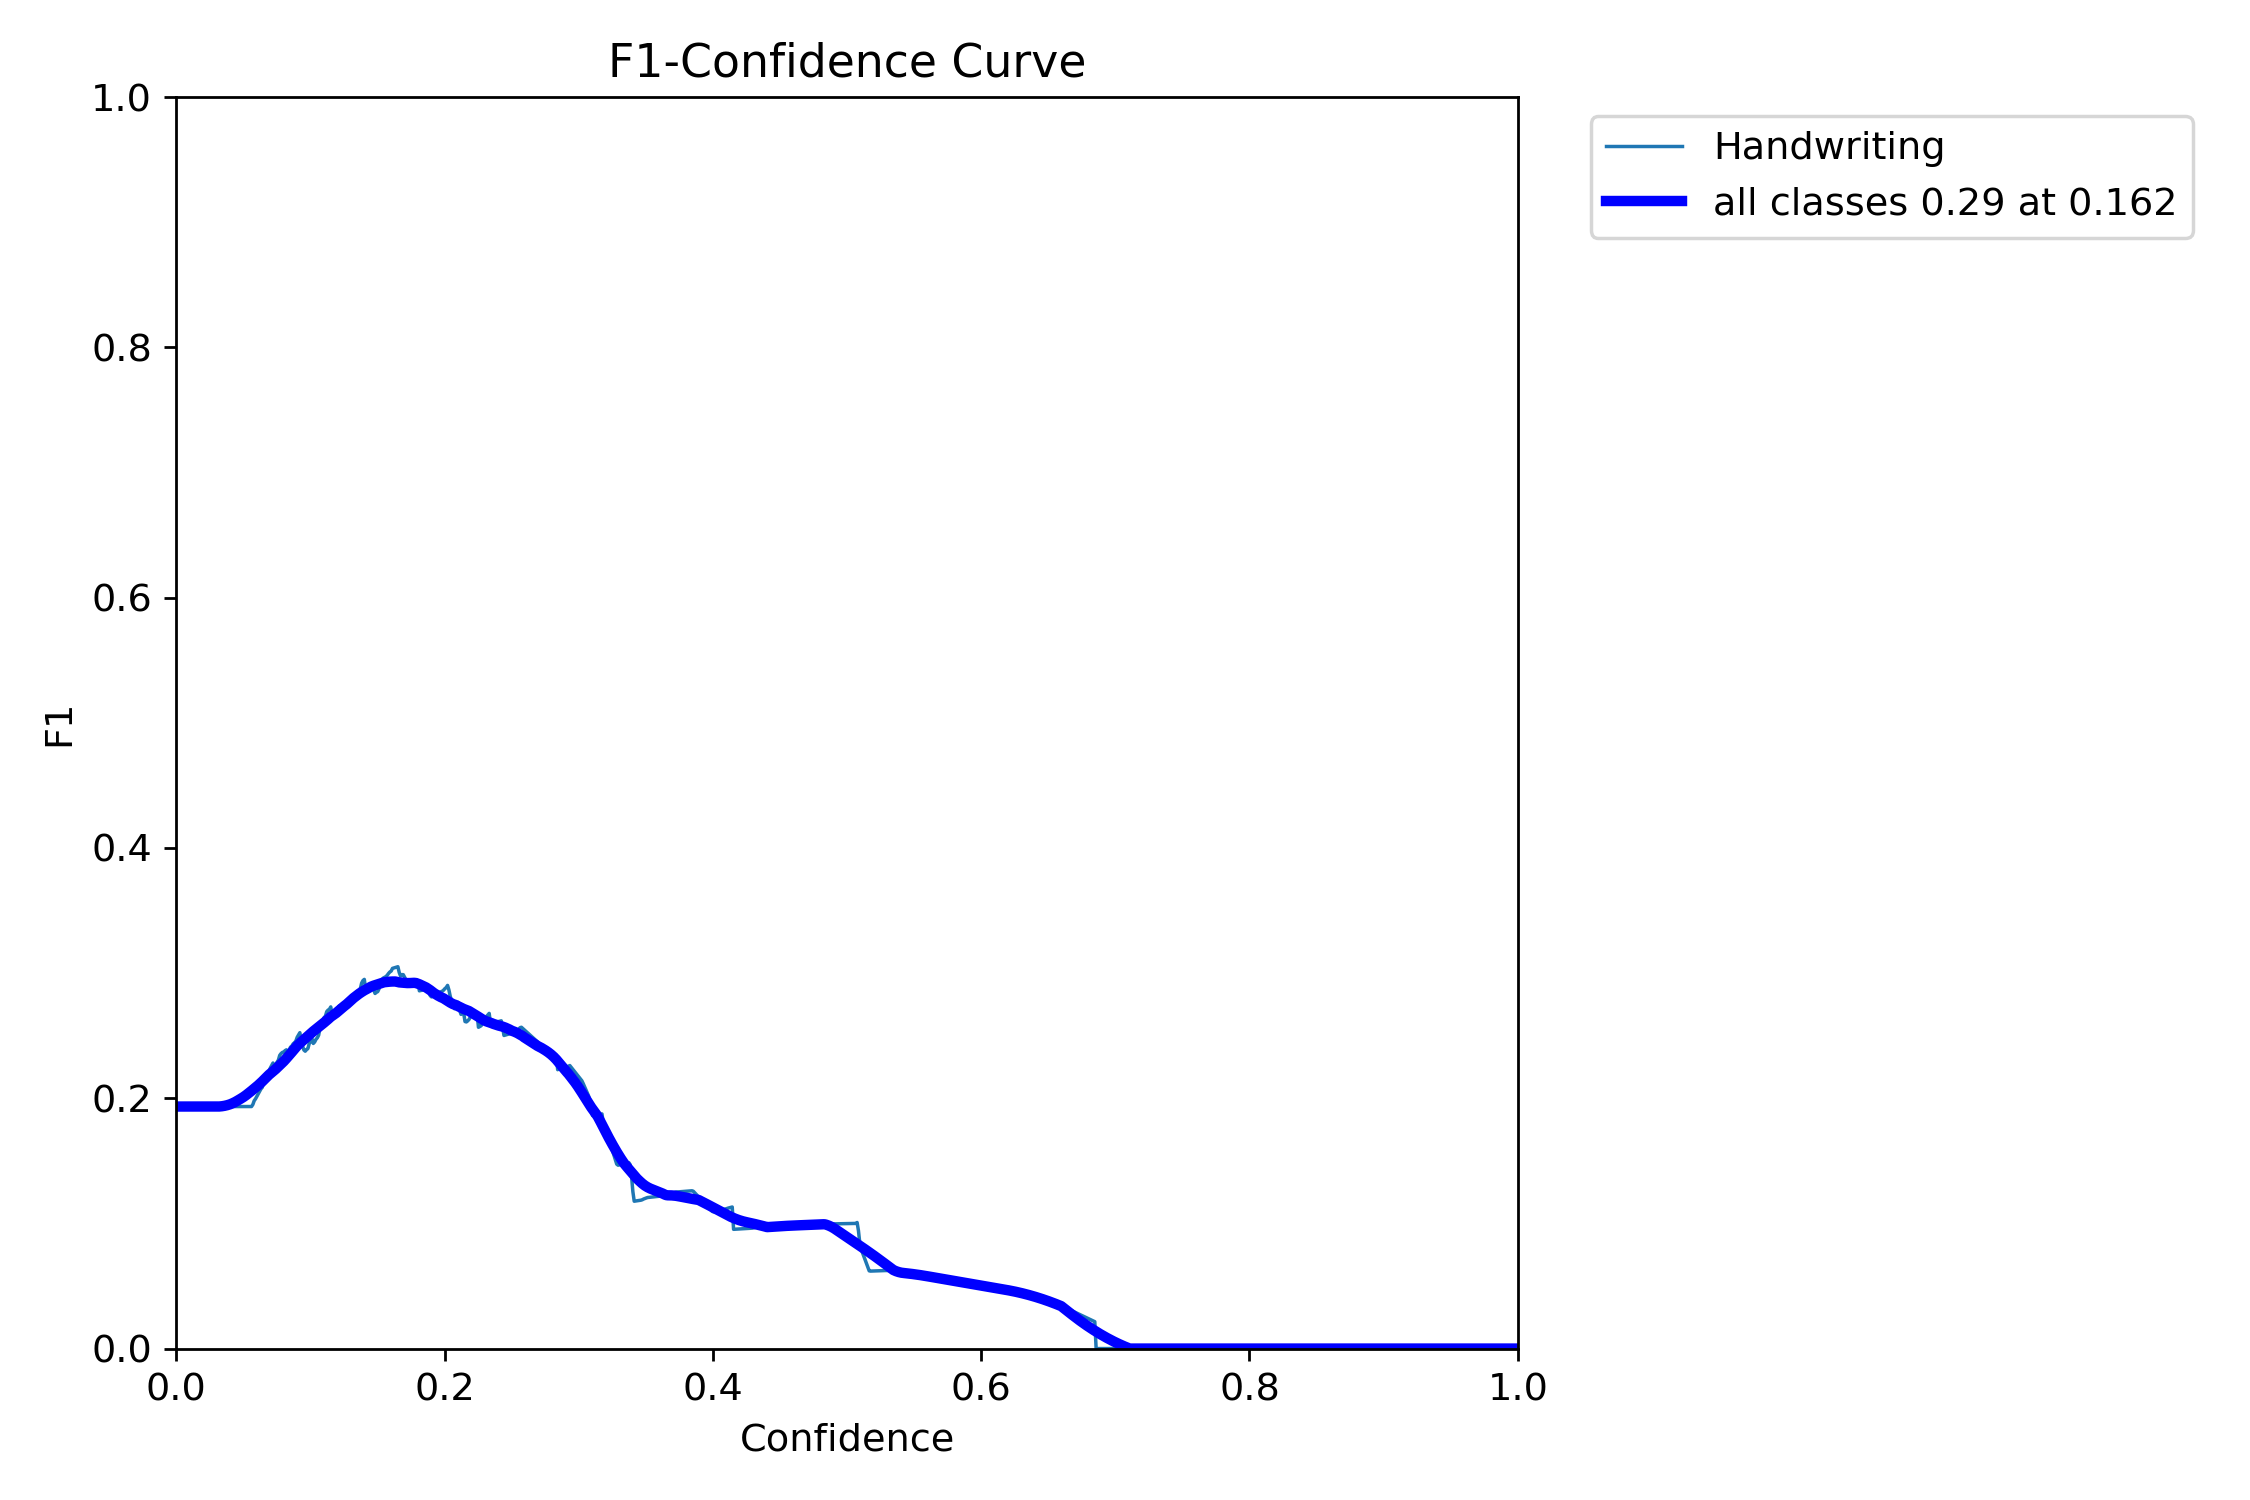 F1-Confidence Curve
1.0
0.8
0.6
0.4
0.2
0.0
F1
0.0 0.2 0.4 0.6 0.8 1.0
Confidence
Handwriting
all classes 0.29 at 0.162